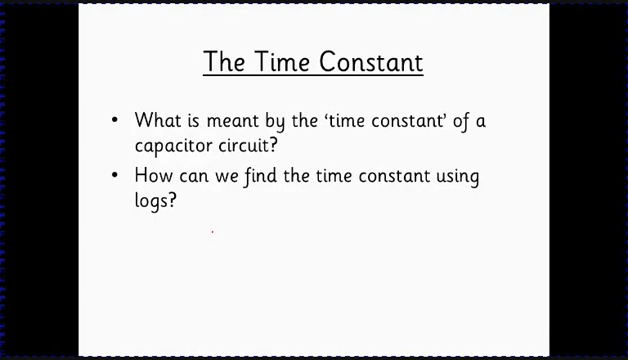 The Time Constant
• What is meant by the ‘time constant’ of a
capacitor circuit?
• How can we find the time constant using
logs?